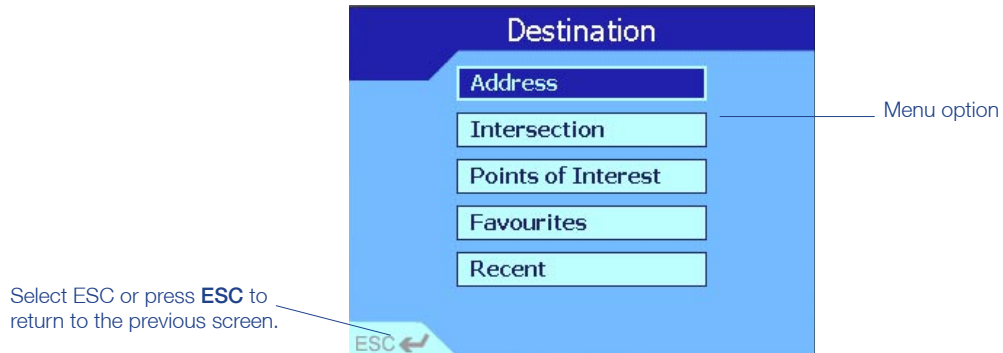 Destination
Address
Intersection
Menu option
Points of Interest
Favourites
Recent
Select ESC or press ESC to
return to the previous screen.
ESC